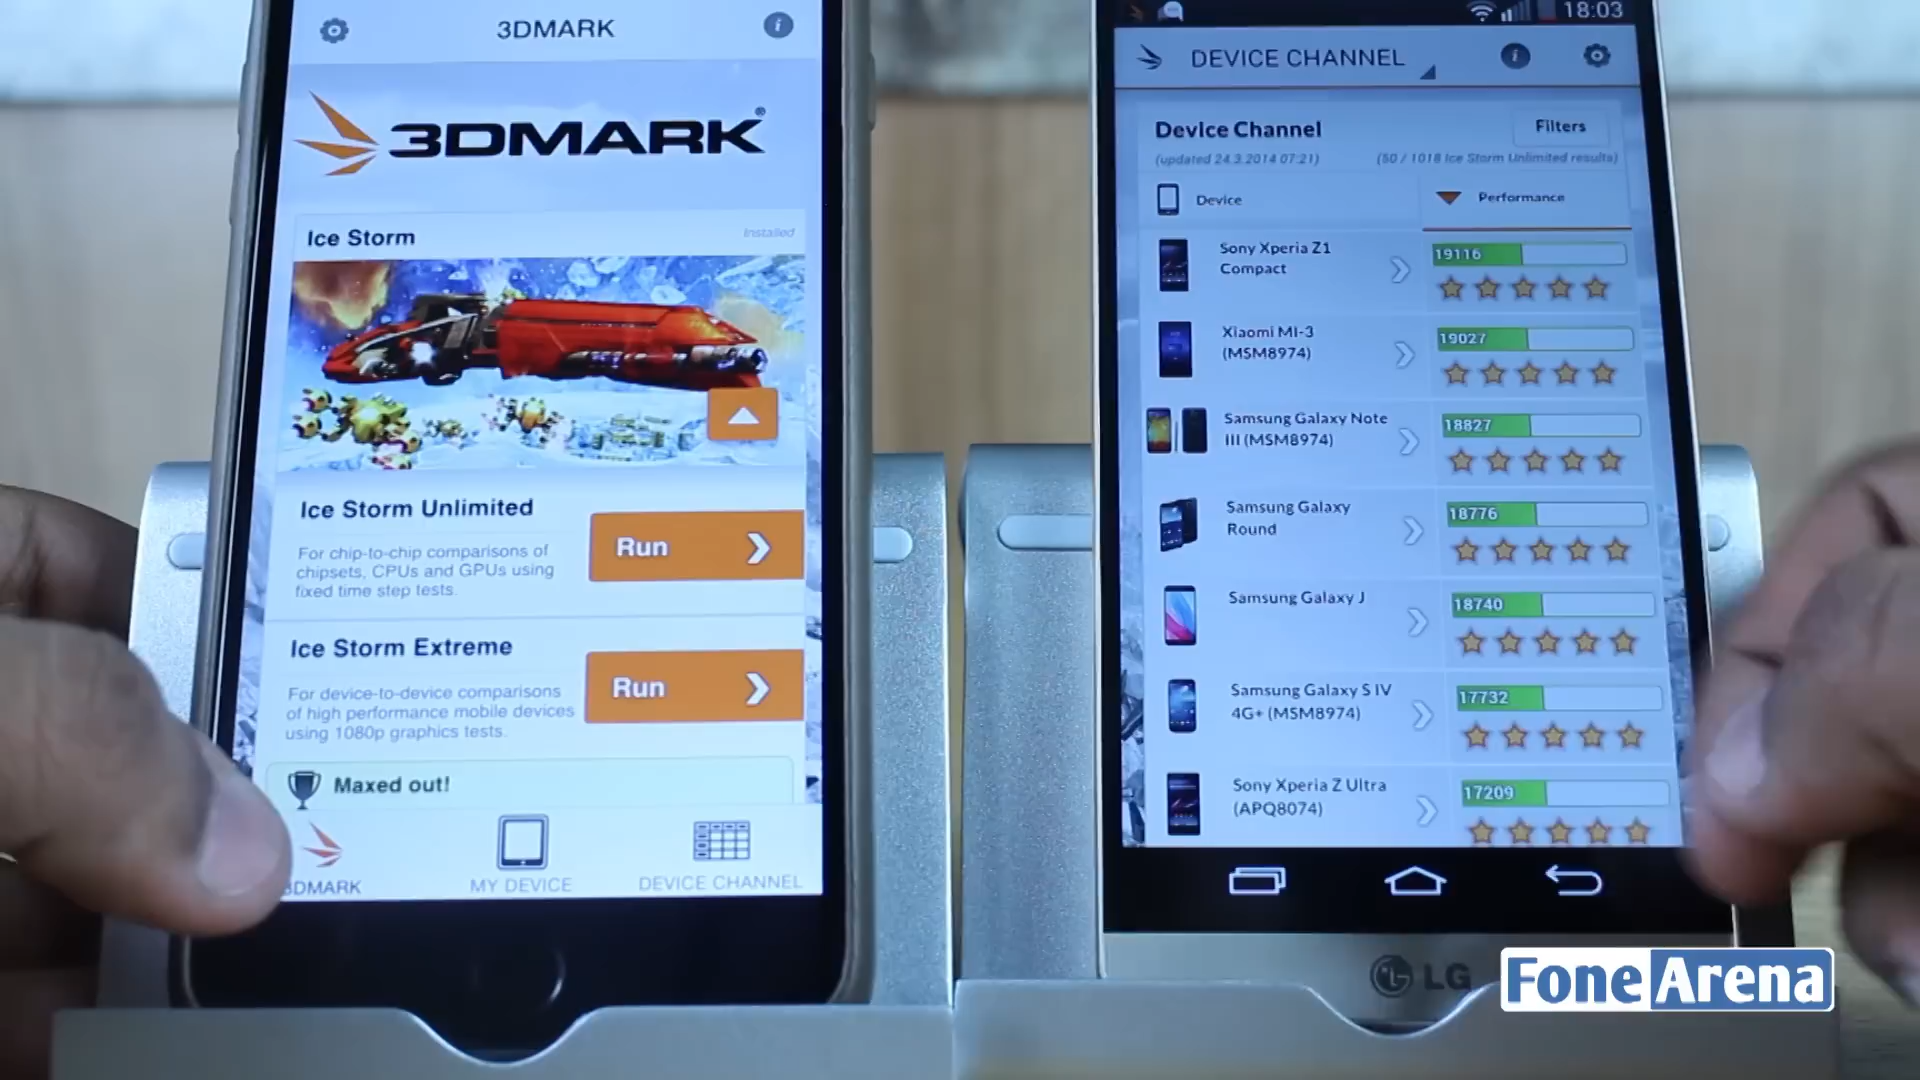 3DMARK
3DMARK®
Ice Storm
Installed
Ice Storm Unlimited
For chip-to-chip comparisons of
chipsets, CPUs and GPUs using
fixed time step tests.
Run
Ice Storm Extreme
For device-to-device comparisons
of high performance mobile devices
using 1080p graphics tests.
Run
Maxed out!
3DMARK
MY DEVICE
DEVICE CHANNEL
18:03
DEVICE CHANNEL
Device Channel
Filters
(updated 24.3.2014 07:21)
(50 / 1018 Ice Storm Unlimited results)
Device
Performance
Sony Xperia Z1
Compact
19116
Xiaomi MI-3
(MSM8974)
19027
Samsung Galaxy Note
III (MSM8974)
18827
Samsung Galaxy
Round
18776
Samsung Galaxy J
18740
Samsung Galaxy S IV
4G+ (MSM8974)
17732
Sony Xperia Z Ultra
(APQ8074)
17209
LG
FoneArena